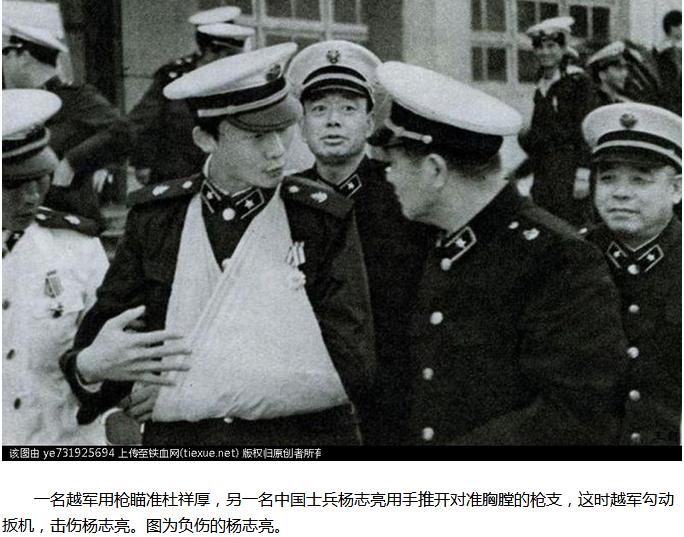 该图由 ye731925694 上传至铁血网(tiexue.net) 版权归原创者所有
一名越军用枪瞄准杜祥厚，另一名中国士兵杨志亮用手推开对准胸膛的枪支，这时越军勾动
扳机，击伤杨志亮。图为负伤的杨志亮。